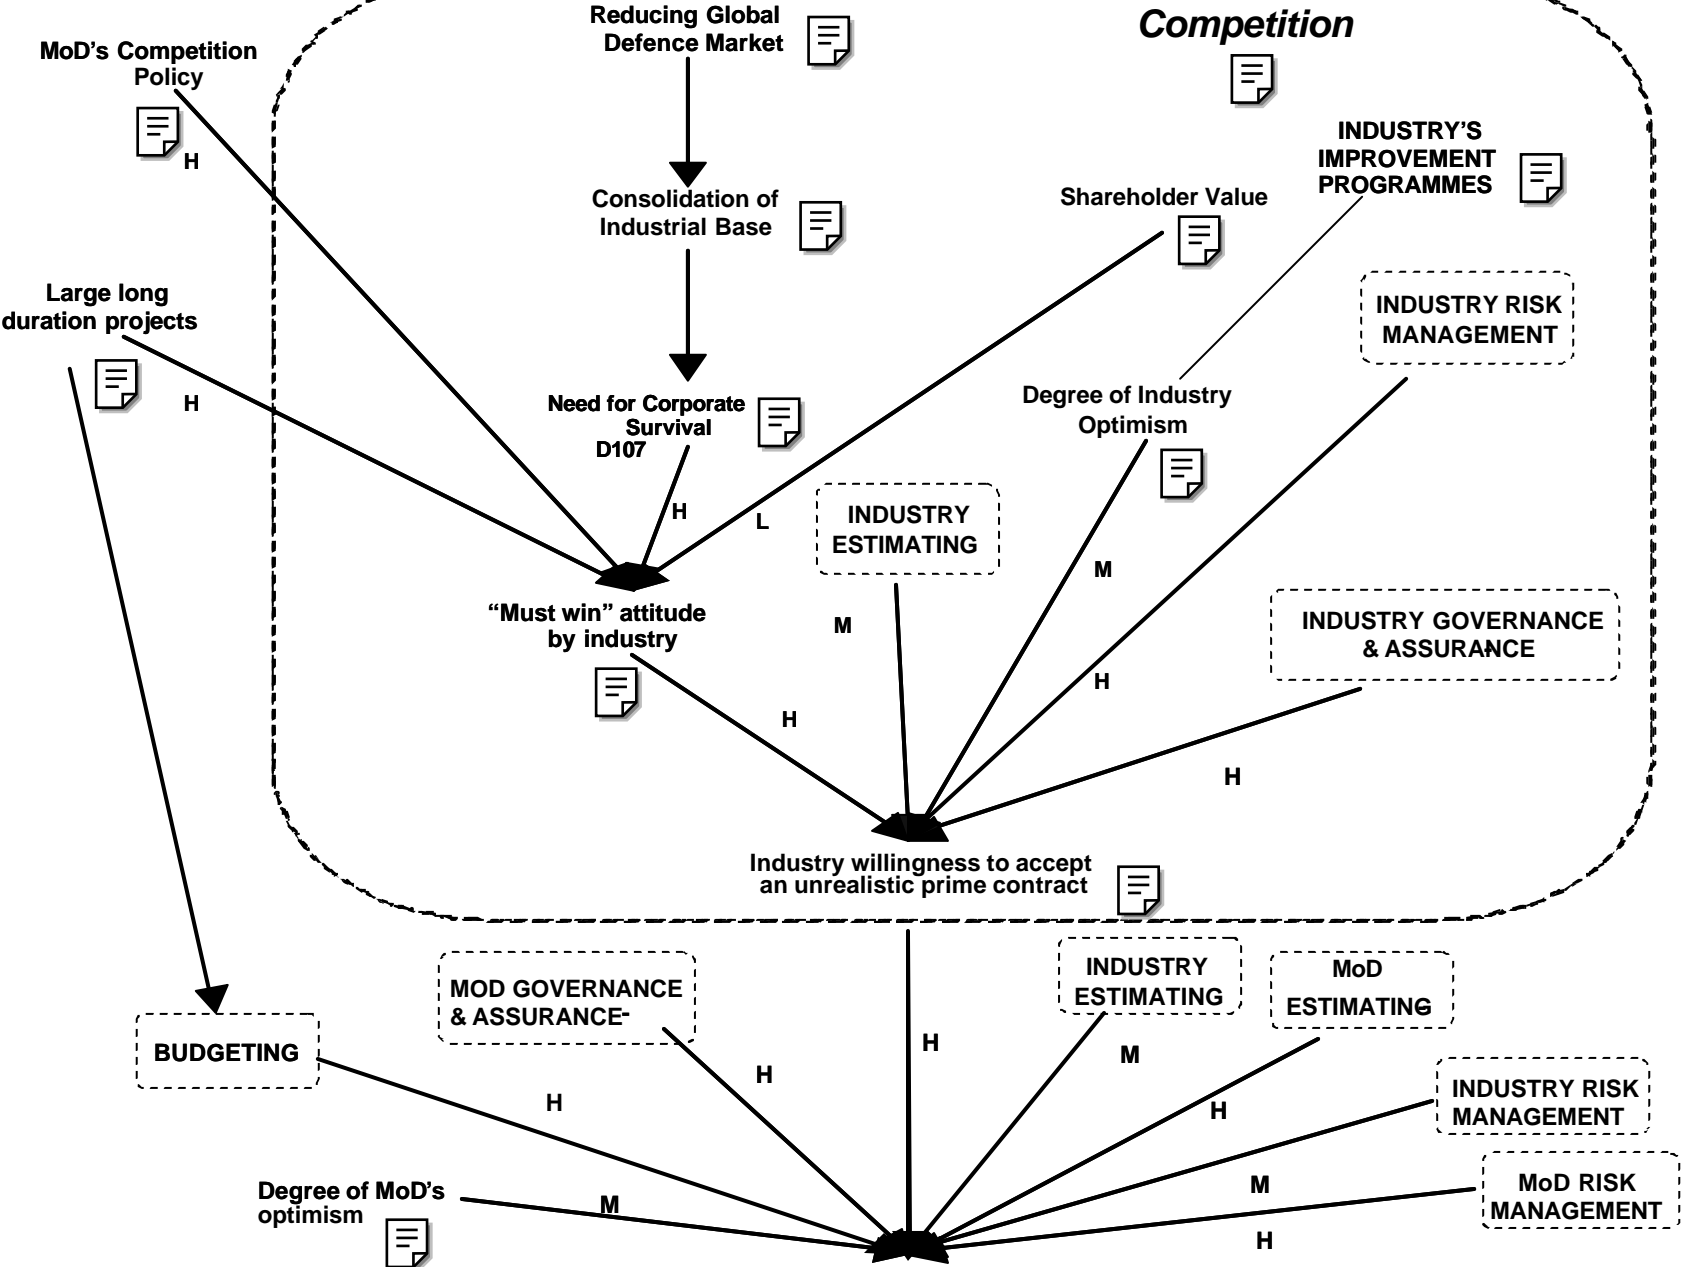 Reducing Global
Defence Market
Competition
MoD's Competition
Policy
H
INDUSTRY'S
IMPROVEMENT
PROGRAMMES
Consolidation of
Industrial Base
Shareholder Value
Large long
duration projects
H
INDUSTRY RISK
MANAGEMENT
Need for Corporate
Survival
D107
Degree of Industry
Optimism
H
L
INDUSTRY
ESTIMATING
M
“Must win” attitude
by industry
M
INDUSTRY GOVERNANCE
& ASSURANCE
H
H
H
Industry willingness to accept
an unrealistic prime contract
MOD GOVERNANCE
& ASSURANCE-
INDUSTRY
ESTIMATING
MoD
ESTIMATING
BUDGETING
H
M
H
H
H
INDUSTRY RISK
MANAGEMENT
Degree of MoD's
optimism
M
M
MoD RISK
MANAGEMENT
H